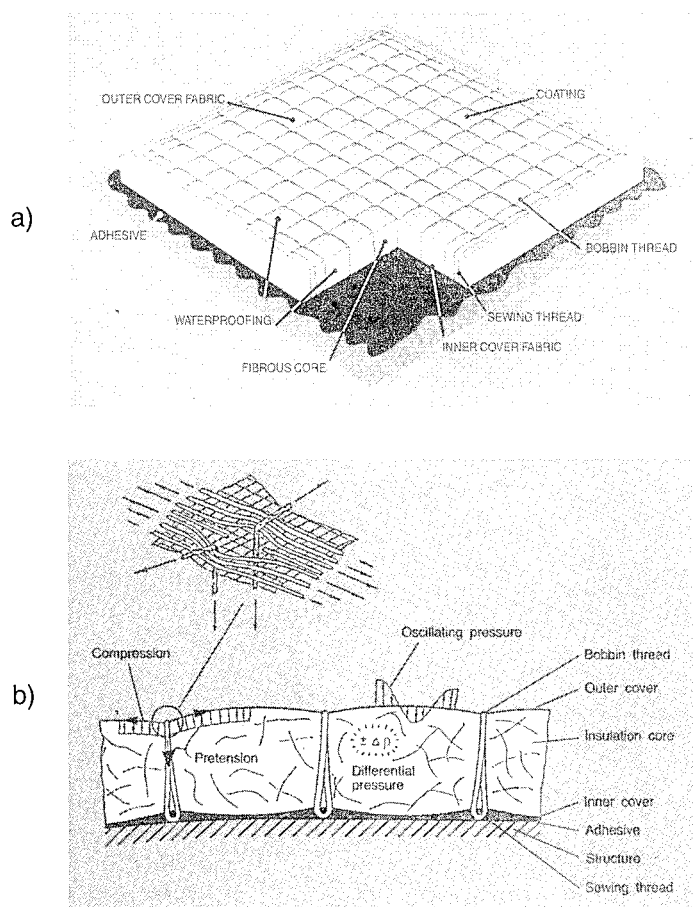 a)
OUTER COVER FABRIC
COATING
ADHESIVE
BOBBIN THREAD
WATERPROOFING
SEWING THREAD
INNER COVER FABRIC
FIBROUS CORE
b)
Oscillating pressure
Compression
Bobbin thread
Outer cover
± Δ p
Insulation core
Pretension
Differential
pressure
Inner cover
Adhesive
Structure
Sewing thread